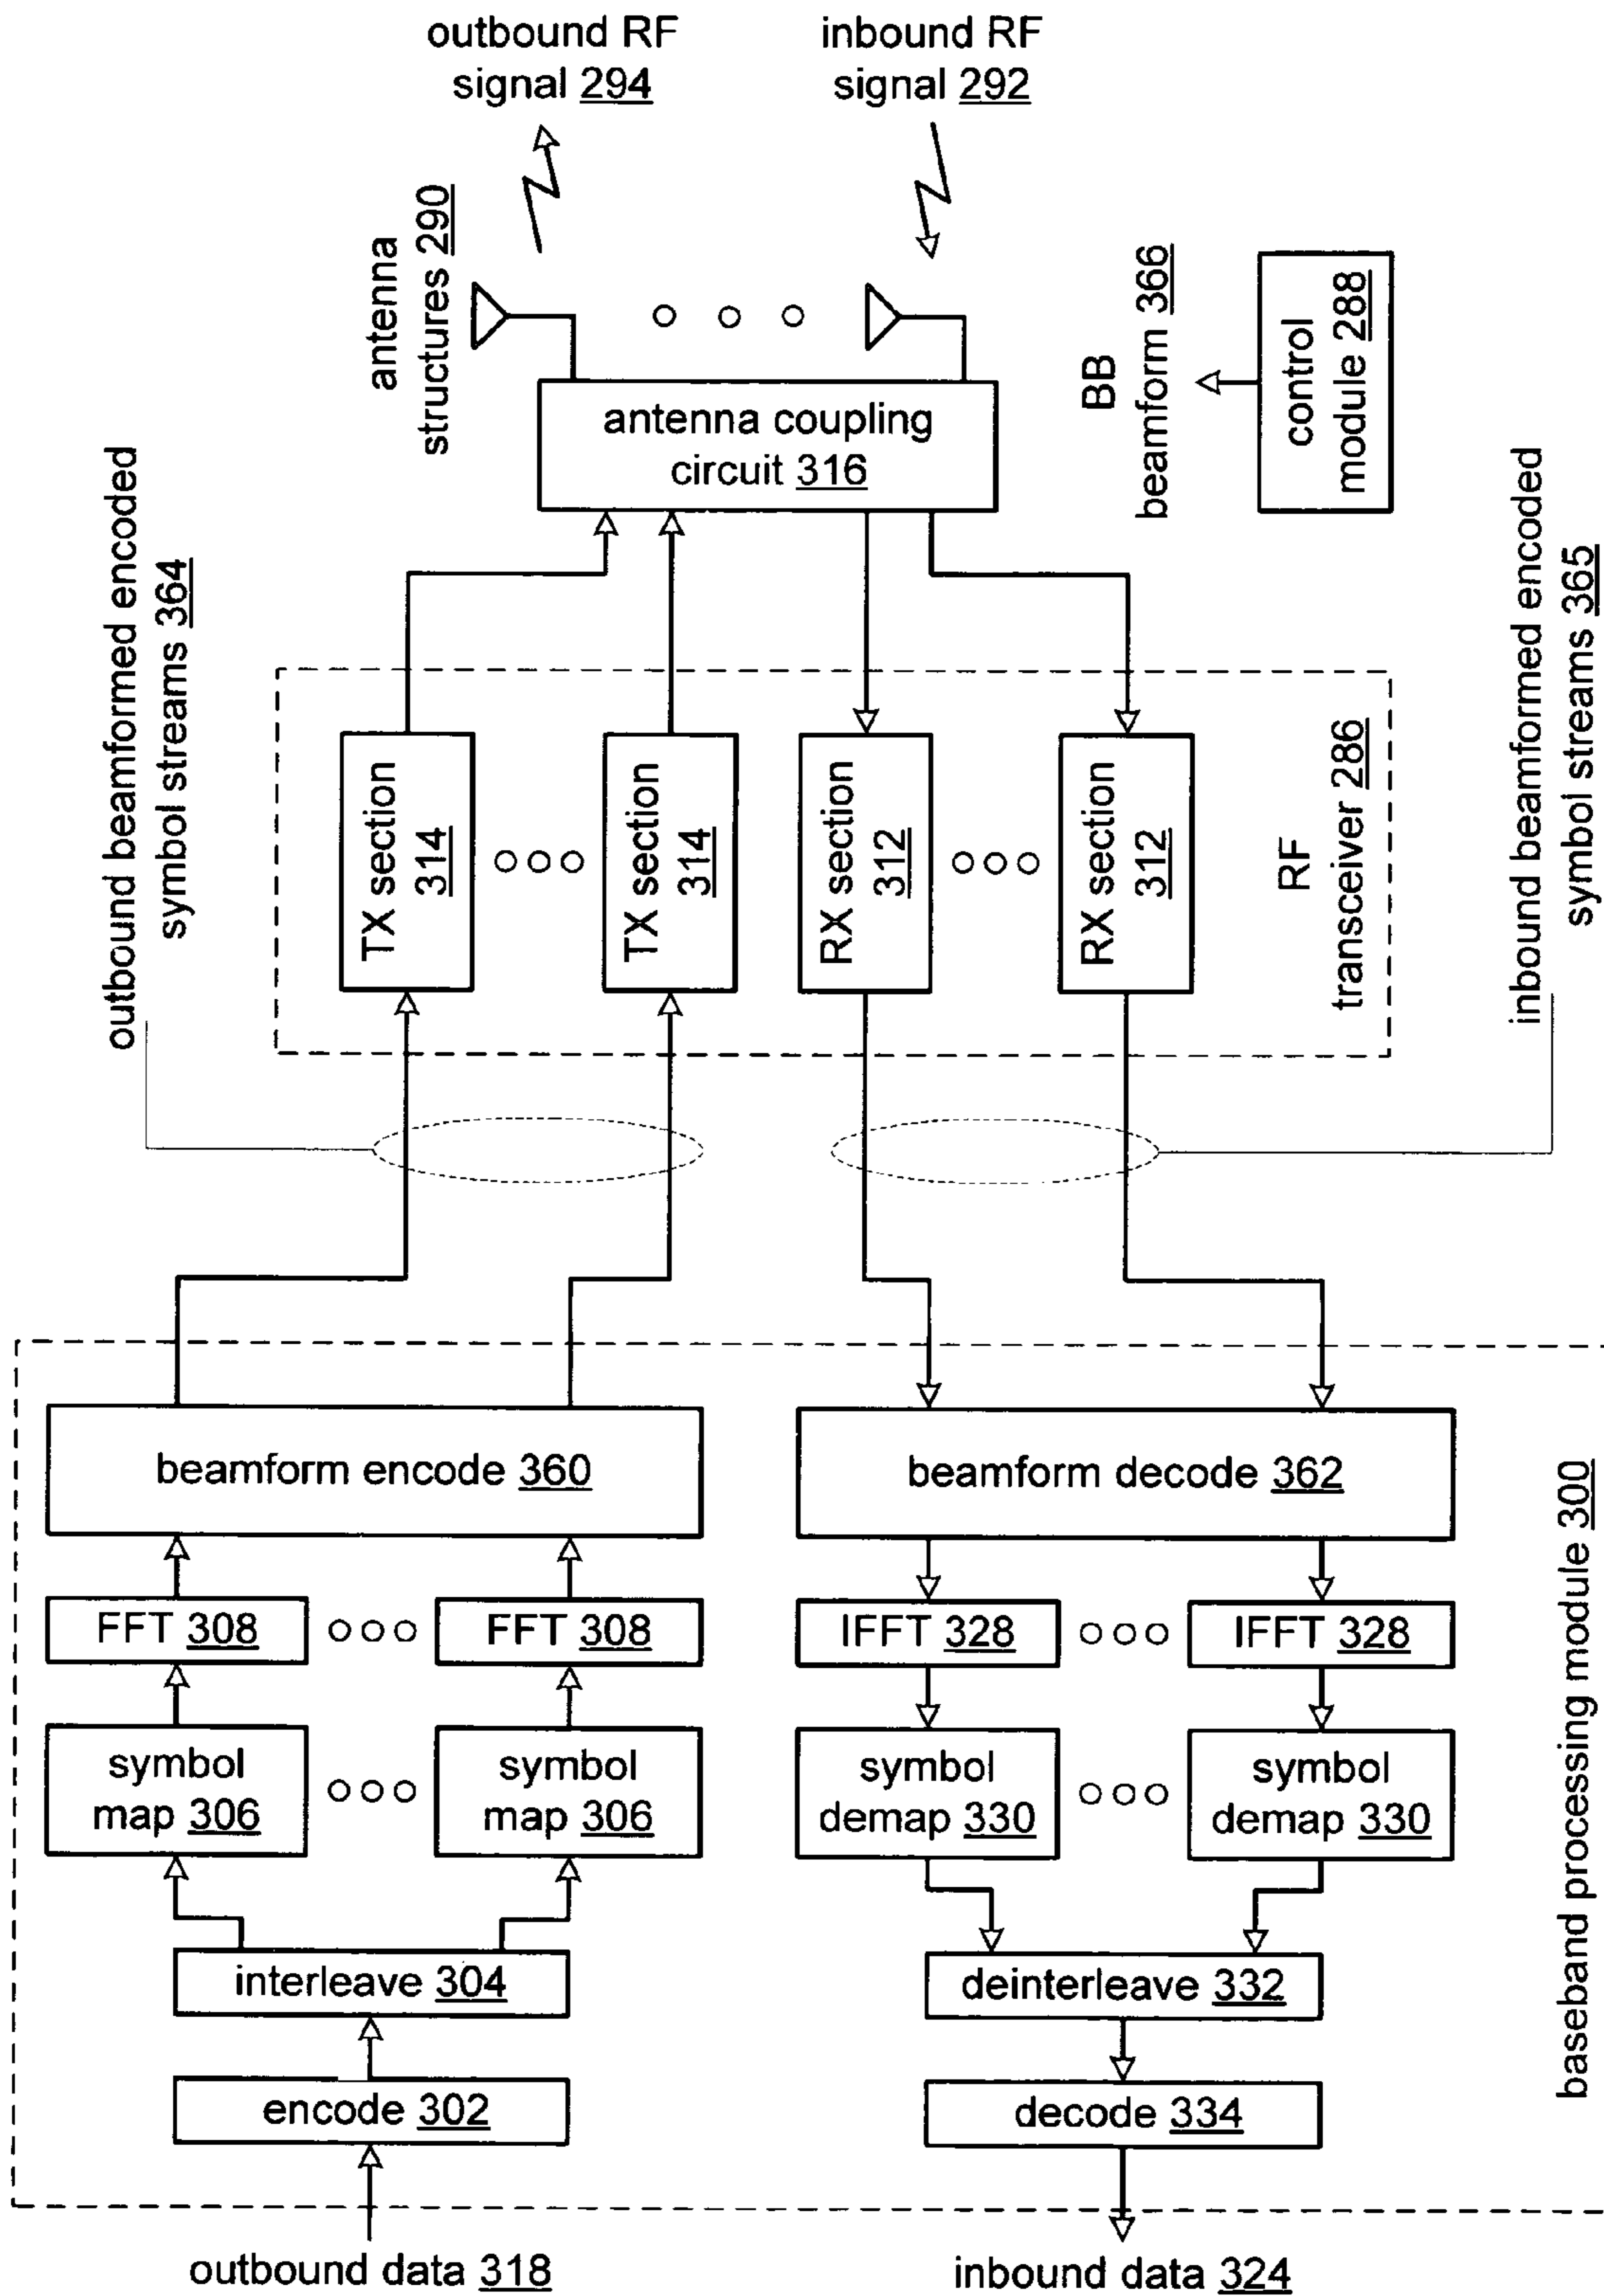 outbound RF
signal 294
inbound RF
signal 292
antenna
structures 290
antenna coupling
circuit 316
BB
beamform 366
control
module 288
outbound beamformed encoded
symbol streams 364
inbound beamformed encoded
symbol streams 365
TX section
314
TX section
314
RX section
312
RX section
312
RF
transceiver 286
beamform encode 360
beamform decode 362
FFT 308
FFT 308
IFFT 328
IFFT 328
symbol
map 306
symbol
map 306
symbol
demap 330
symbol
demap 330
interleave 304
deinterleave 332
encode 302
decode 334
baseband processing module 300
outbound data 318
inbound data 324